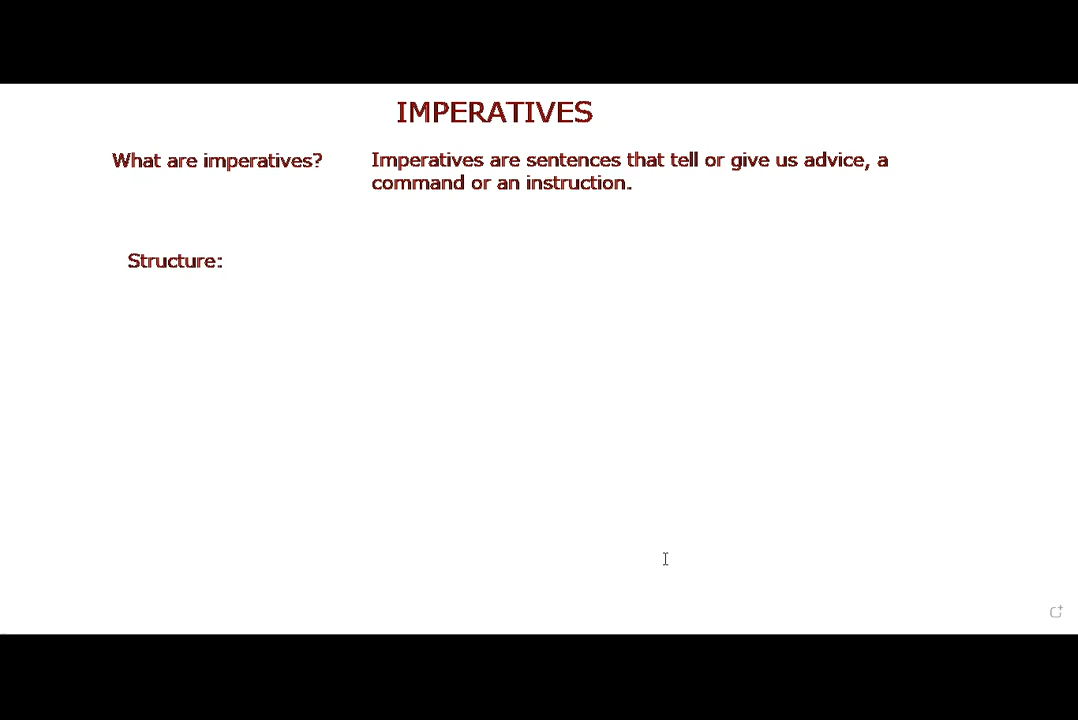 IMPERATIVES
What are imperatives?
Imperatives are sentences that tell or give us advice, a
command or an instruction.
Structure: